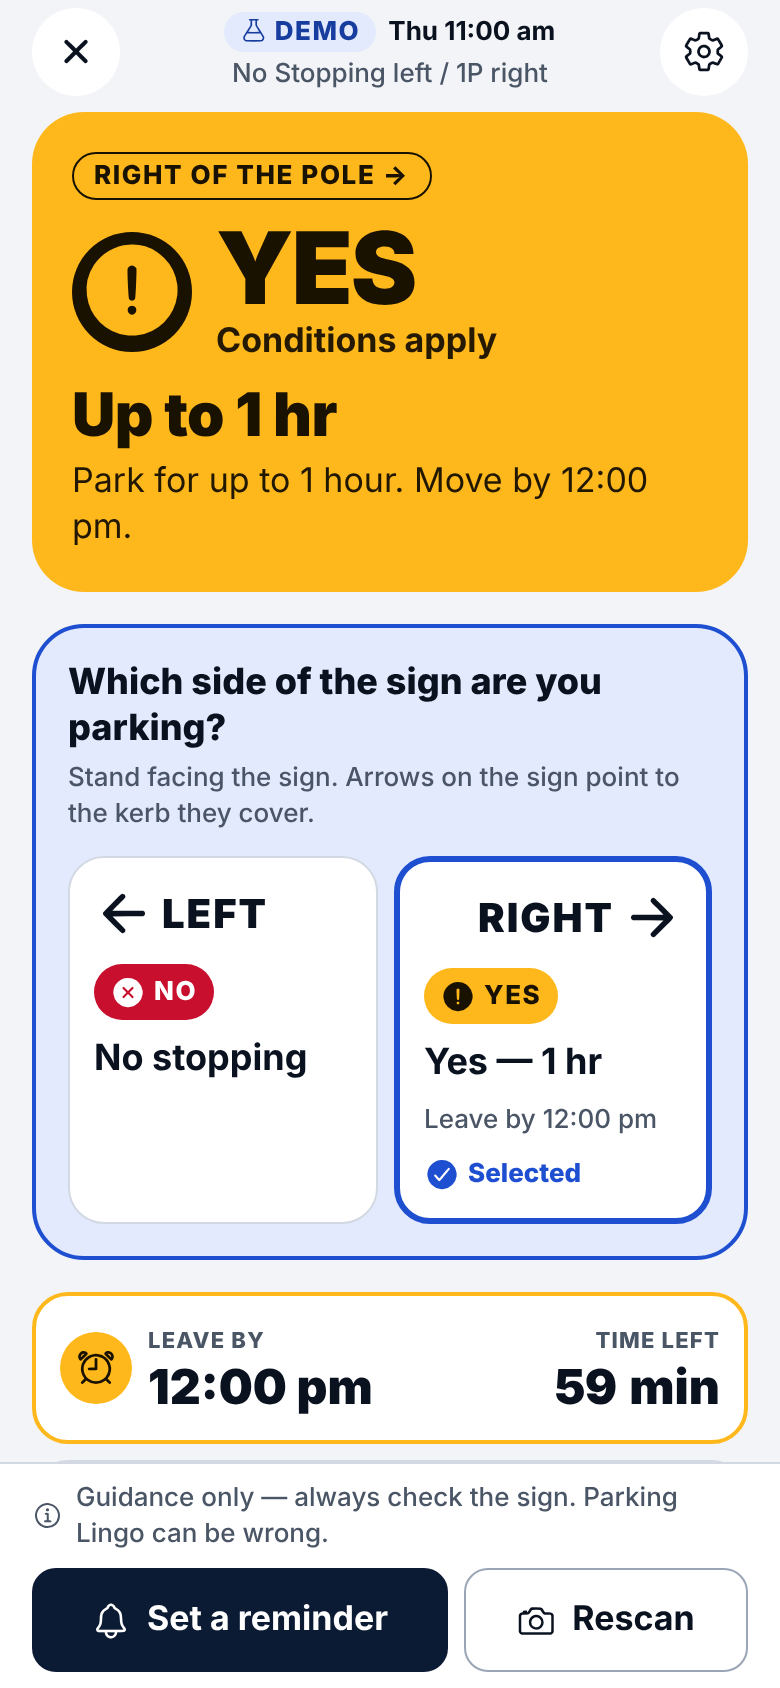 DEMO Thu 11:00 am
No Stopping left / 1P right
RIGHT OF THE POLE →
! YES
Conditions apply
Up to 1 hr
Park for up to 1 hour. Move by 12:00
pm.
Which side of the sign are you
parking?
Stand facing the sign. Arrows on the sign point to
the kerb they cover.
← LEFT
NO
No stopping
RIGHT →
! YES
Yes — 1 hr
Leave by 12:00 pm
Selected
LEAVE BY
12:00 pm
TIME LEFT
59 min
Guidance only — always check the sign. Parking
Lingo can be wrong.
Set a reminder
Rescan